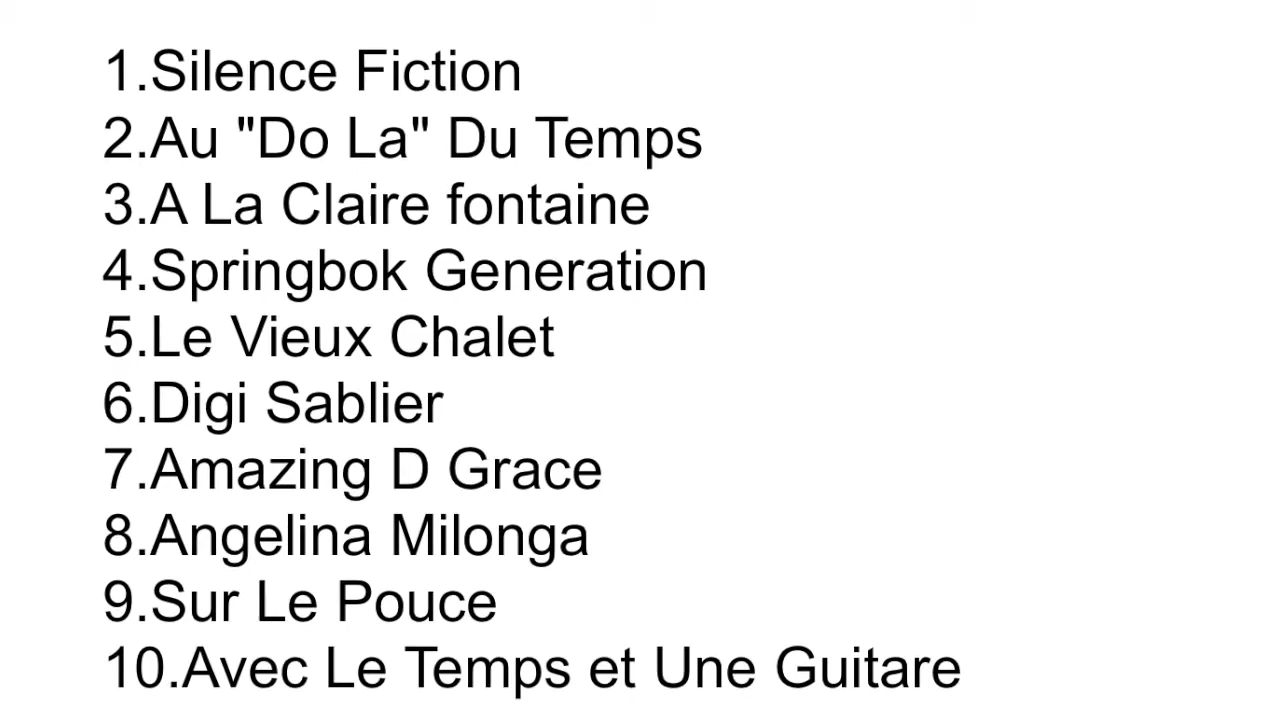 1.Silence Fiction
2.Au "Do La" Du Temps
3.A La Claire fontaine
4.Springbok Generation
5.Le Vieux Chalet
6.Digi Sablier
7.Amazing D Grace
8.Angelina Milonga
9.Sur Le Pouce
10.Avec Le Temps et Une Guitare